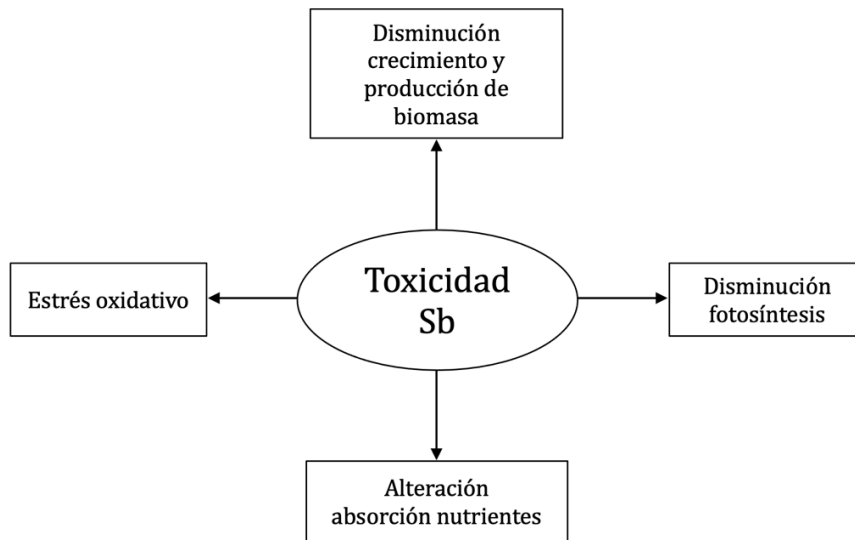 Disminución
crecimiento y
producción de
biomasa
Estrés oxidativo
Toxicidad
Sb
Disminución
fotosíntesis
Alteración
absorción nutrientes